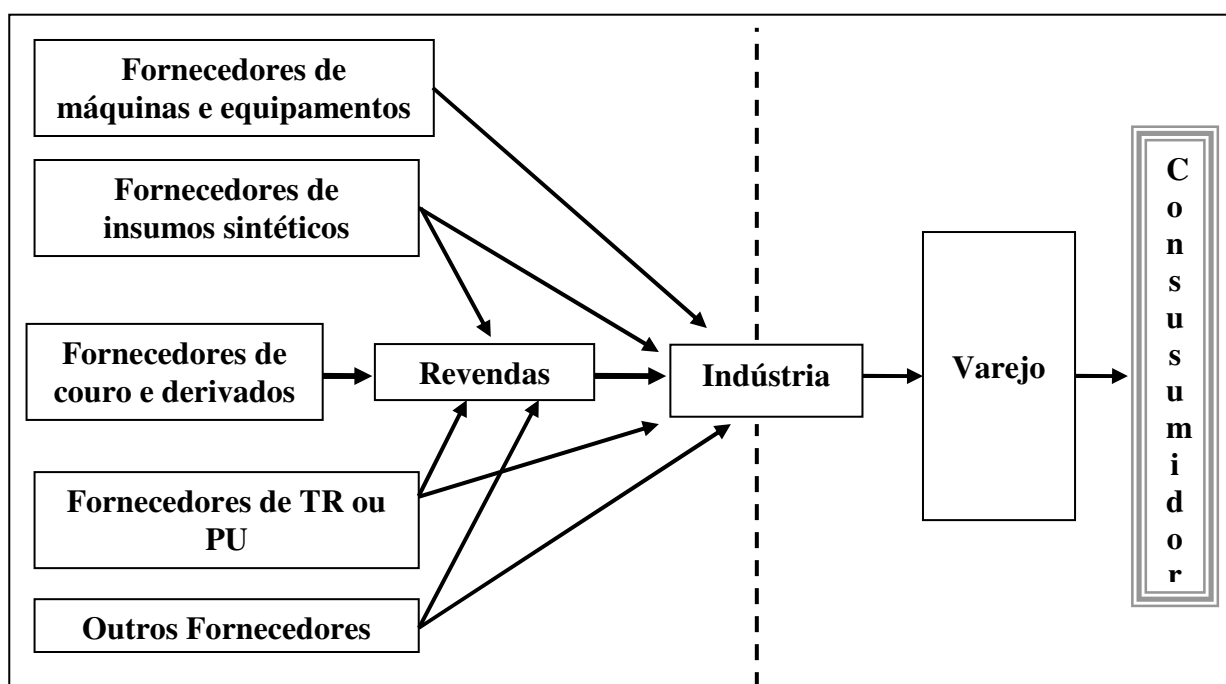 Fornecedores de
máquinas e equipamentos
Fornecedores de
insumos sintéticos
Fornecedores de
couro e derivados
Fornecedores de TR ou
PU
Outros Fornecedores
Revendas
Indústria
Varejo
Consusumidor